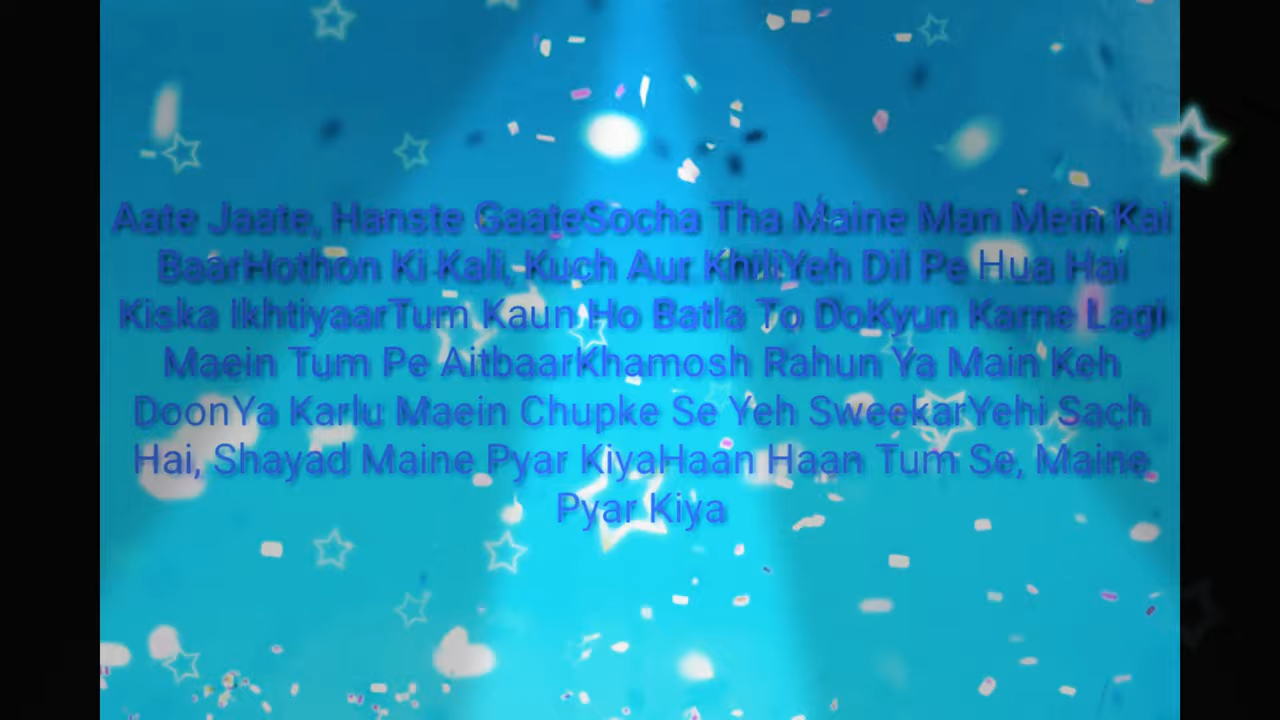 Aate Jaate, Hanste GaateSocha Tha Maine Man Mein Kai
BaarHothon Ki Kali, Kuch Aur KhiliYeh Dil Pe Hua Hai
Kiska IkhtiyaarTum Kaun Ho Batla To DoKyun Karne Lagi
Maein Tum Pe AitbaarKhamosh Rahun Ya Main Keh
DoonYa Karlu Maein Chupke Se Yeh SweekarYehi Sach
Hai, Shayad Maine Pyar KiyaHaan Haan Tum Se, Maine
Pyar Kiya